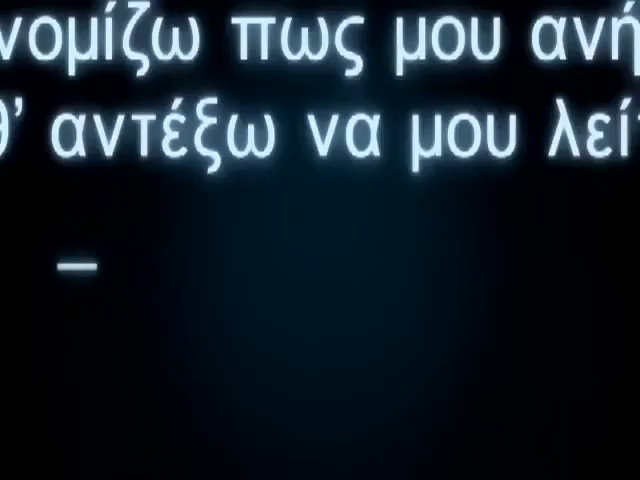 νομίζω πως μου ανή
θ' αντέξω να μου λεί
–